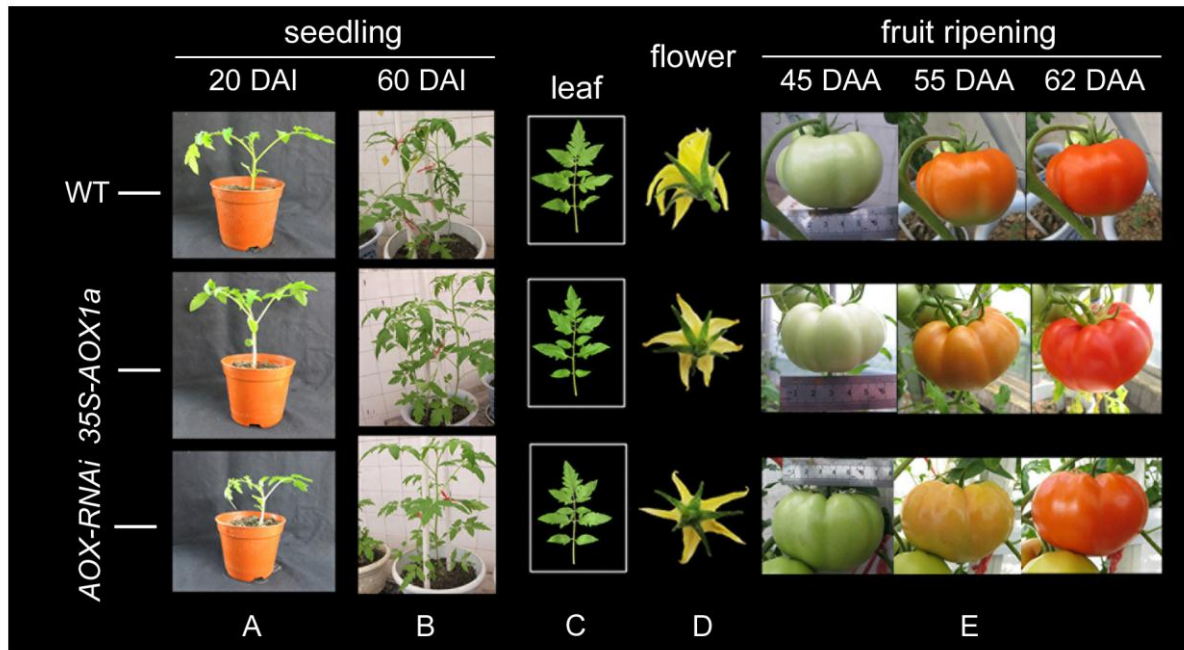 seedling
flower
fruit ripening
20 DAI
60 DAI
leaf
45 DAA
55 DAA
62 DAA
WT
35S-AOX1a
AOX-RNAi
A
B
C
D
E